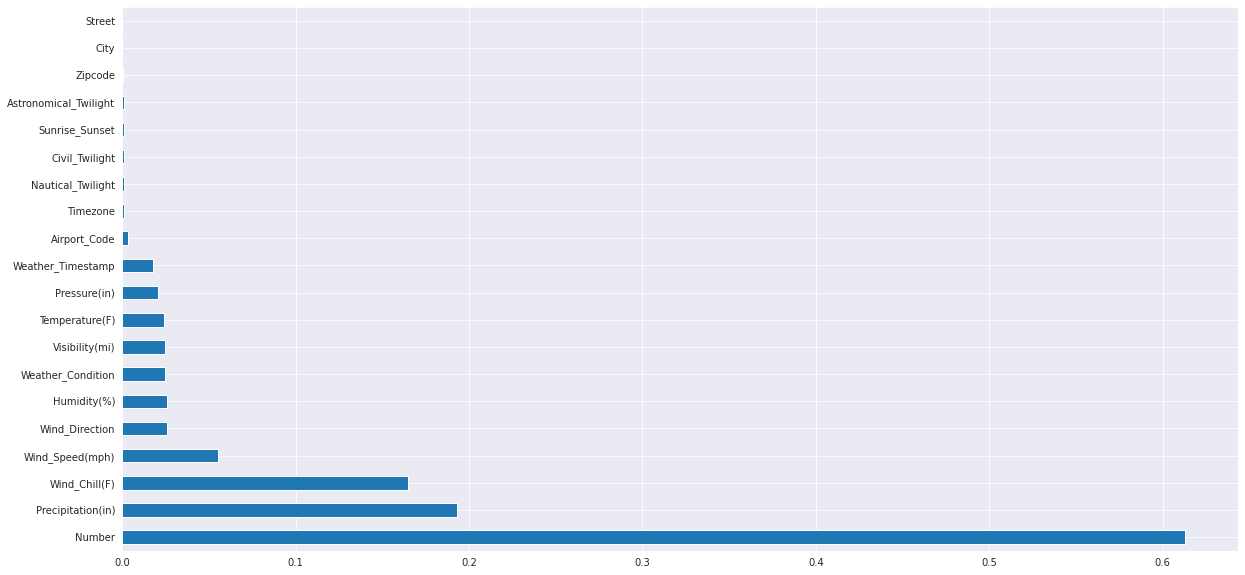 Street
City
Zipcode
Astronomical_Twilight
Sunrise_Sunset
Civil_Twilight
Nautical_Twilight
Timezone
Airport_Code
Weather_Timestamp
Pressure(in)
Temperature(F)
Visibility(mi)
Weather_Condition
Humidity(%)
Wind_Direction
Wind_Speed(mph)
Wind_Chill(F)
Precipitation(in)
Number
0.0 0.1 0.2 0.3 0.4 0.5 0.6